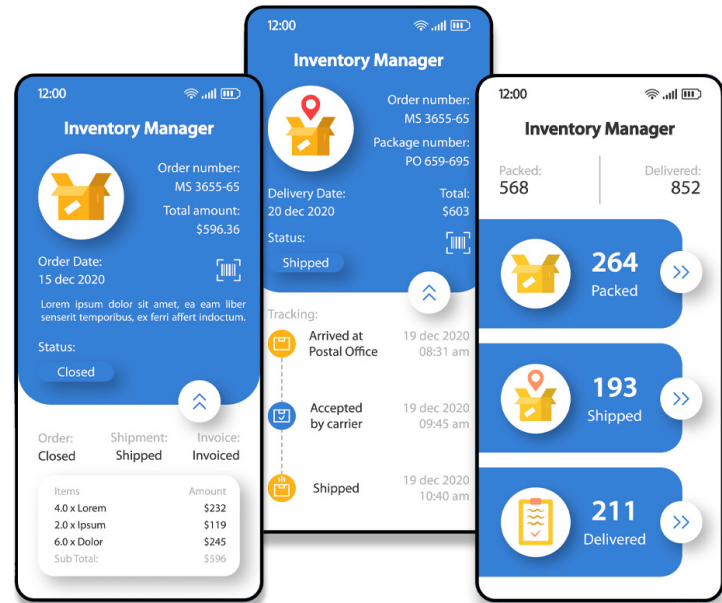 12:00
Inventory Manager
Order number:
MS 3655-65
Total amount:
$596.36
Order Date:
15 dec 2020
Lorem ipsum dolor sit amet, ea eam liber
senserit temporibus, ex ferri affert indoctum.
Status:
Closed
Order: Shipment: Invoice:
Closed Shipped Invoiced
Items Amount
4.0 x Lorem $232
2.0 x Ipsum $119
6.0 x Dolor $245
Sub Total: $596
12:00
Inventory Manager
Order number:
MS 3655-65
Package number:
PO 659-695
Delivery Date: Total:
20 dec 2020 $603
Status:
Shipped
Tracking:
Arrived at 19 dec 2020
Postal Office 08:31 am
Accepted 19 dec 2020
by carrier 09:45 am
Shipped 19 dec 2020
10:40 am
12:00
Inventory Manager
Packed: Delivered:
568 852
264
Packed
193
Shipped
211
Delivered